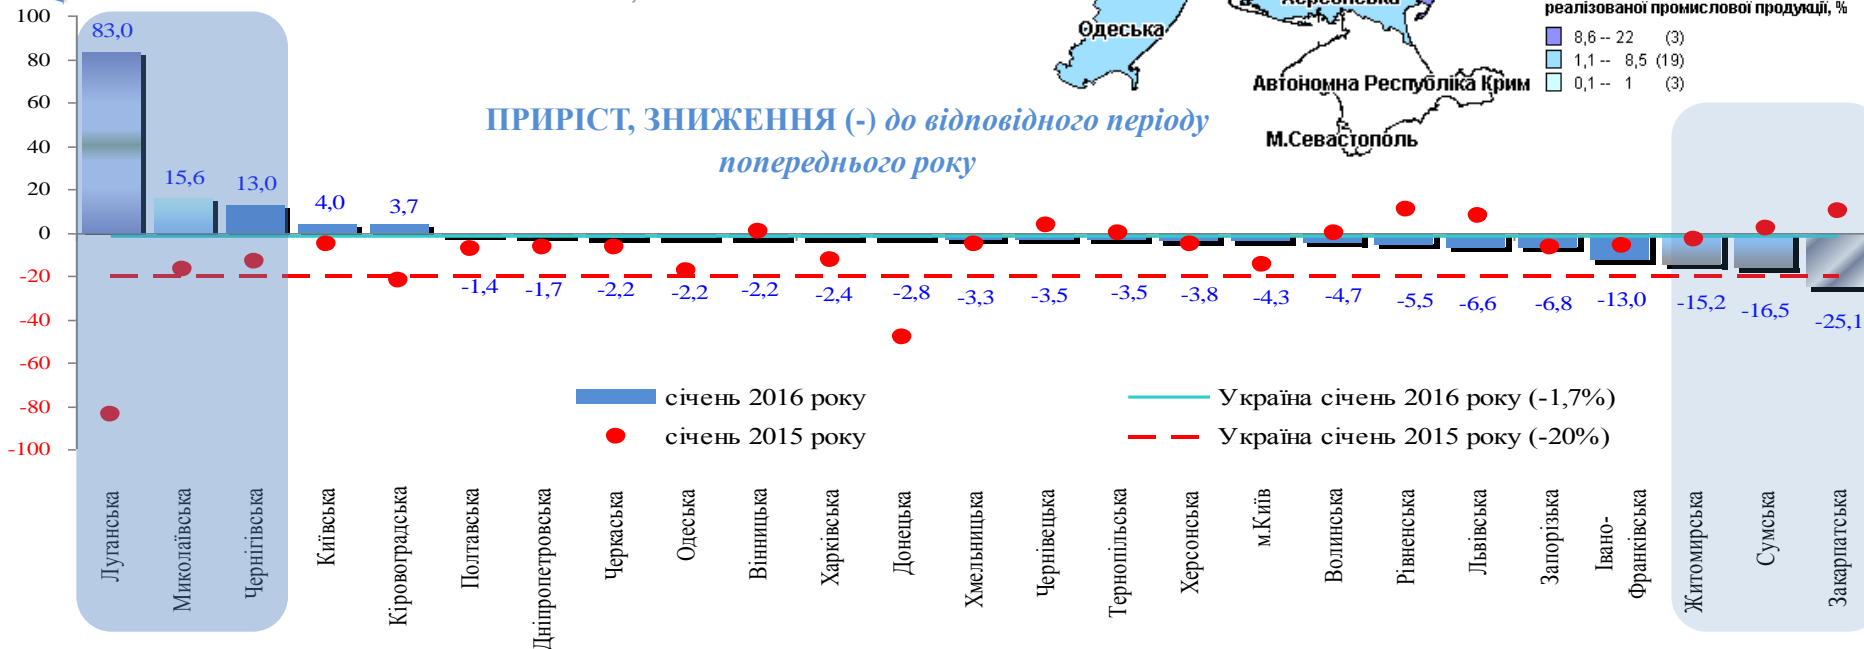 Херсонська
Одеська
Автономна Республіка Крим
М.Севастополь
реалізованої промислової продукції, %
8,6 -- 22 (3)
1,1 -- 8,5 (19)
0,1 -- 1 (3)
ПРИРІСТ, ЗНИЖЕННЯ (-) до відповідного періоду
попереднього року
100
80
60
40
20
0
-20
-40
-60
-80
-100
83,0
15,6
13,0
4,0
3,7
-1,4
-1,7
-2,2
-2,2
-2,2
-2,4
-2,8
-3,3
-3,5
-3,5
-3,8
-4,3
-4,7
-5,5
-6,6
-6,8
-13,0
-15,2
-16,5
-25,1
січень 2016 року
Україна січень 2016 року (-1,7%)
січень 2015 року
Україна січень 2015 року (-20%)
Луганська
Миколаївська
Чернігівська
Київська
Кіровоградська
Полтавська
Дніпропетровська
Черкаська
Одеська
Вінницька
Харківська
Донецька
Хмельницька
Чернівецька
Тернопільська
Херсонська
м.Київ
Волинська
Рівненська
Львівська
Запорізька
Івано-
Франківська
Житомирська
Сумська
Закарпатська